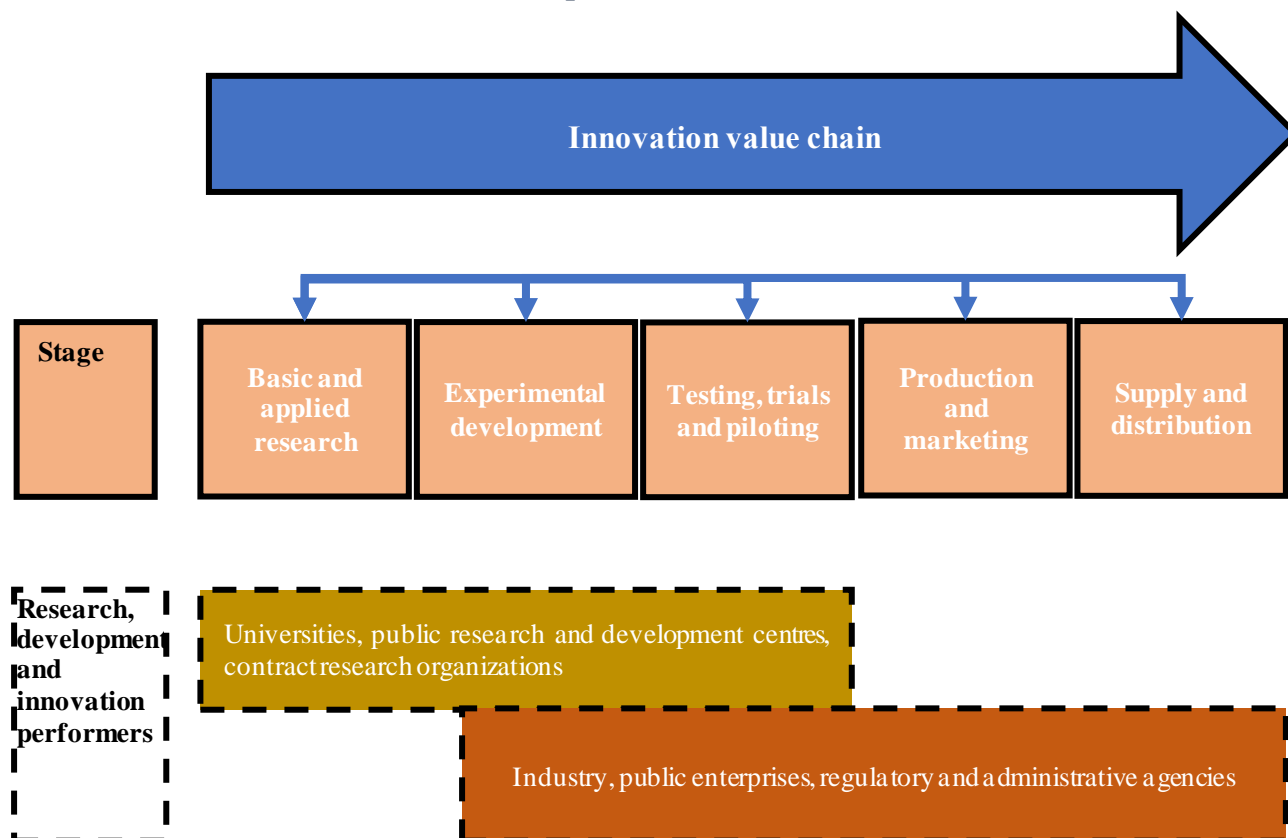 Innovation value chain
Stage
Basic and
applied
research
Experimental
development
Testing, trials
and piloting
Production
and
marketing
Supply and
distribution
Research,
development
and
innovation
performers
Universities, public research and development centres,
contract research organizations
Industry, public enterprises, regulatory and administrative agencies